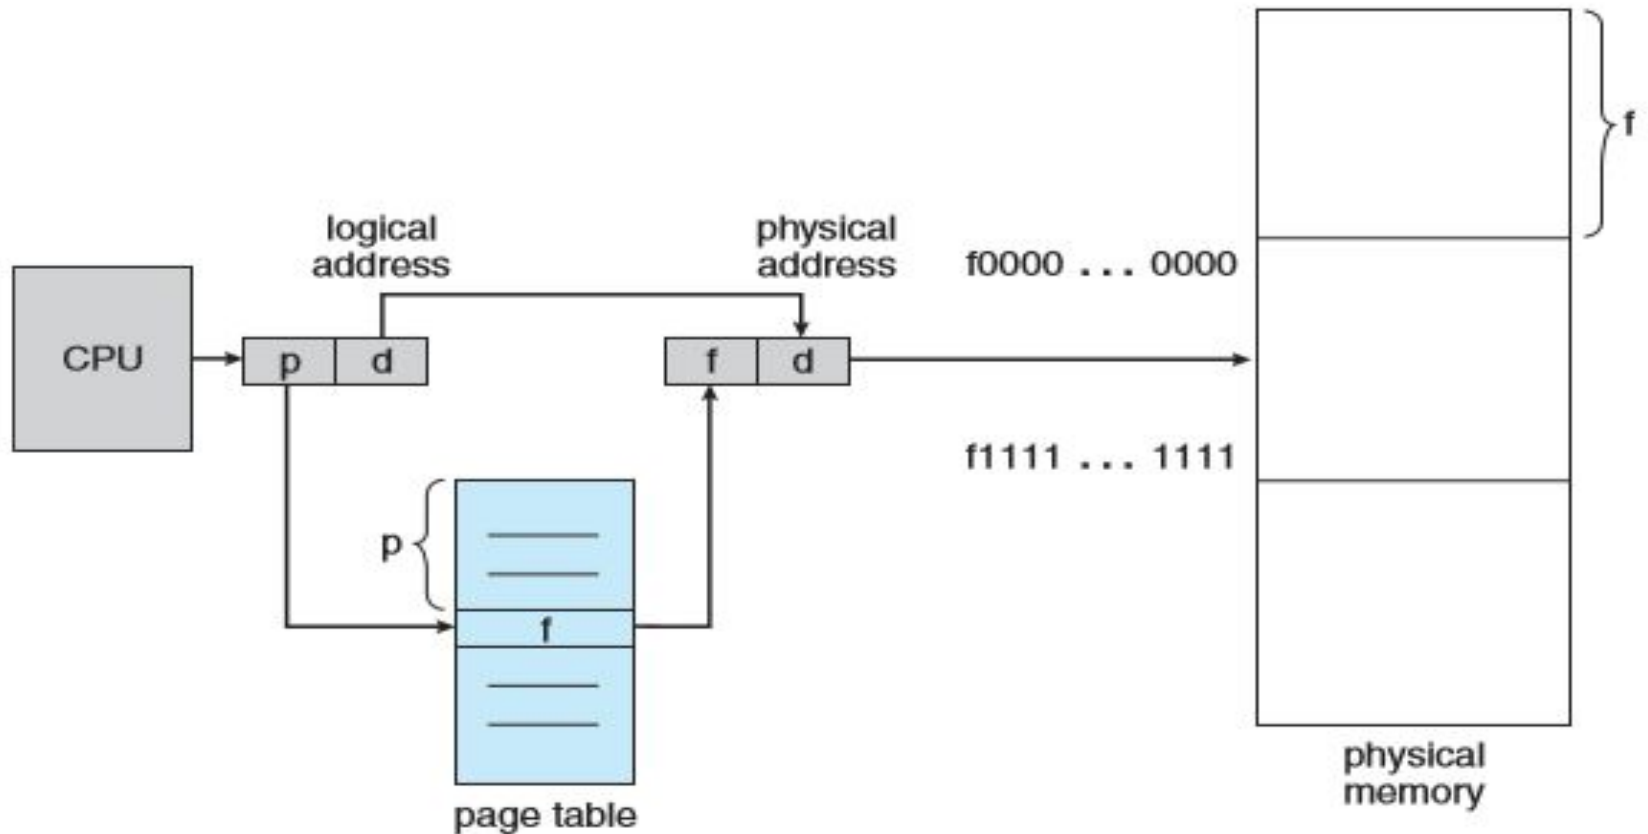 f
logical
address
physical
address
f0000 ... 0000
CPU
p
d
f
d
f1111 ... 1111
p
f
physical
memory
page table